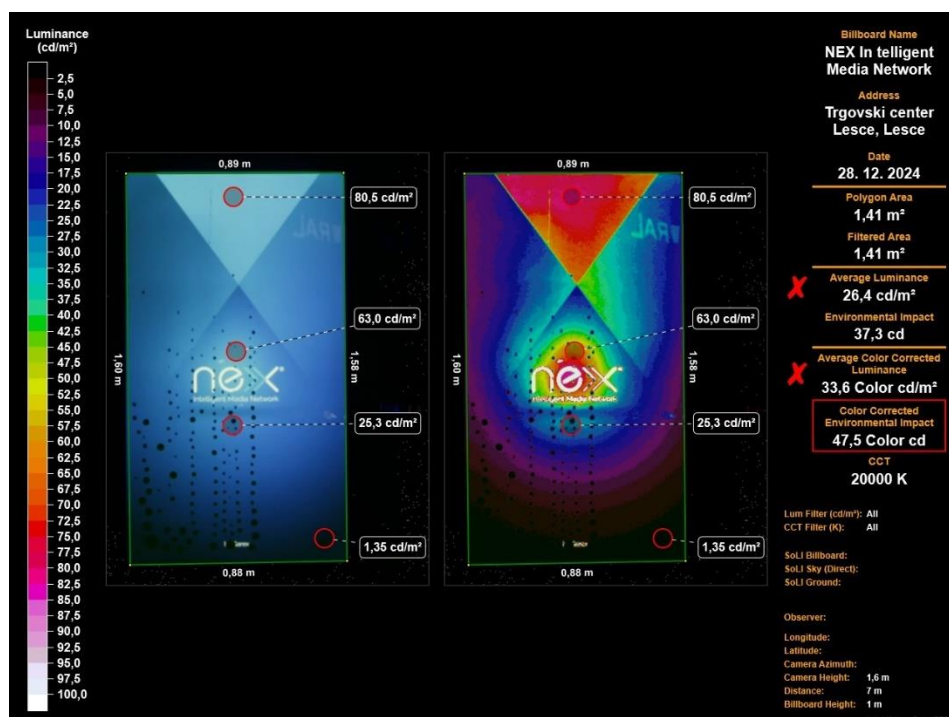 Luminance
(cd/m²)
2,5
5,0
7,5
10,0
12,5
15,0
17,5
20,0
22,5
25,0
27,5
30,0
32,5
35,0
37,5
40,0
42,5
45,0
47,5
50,0
52,5
55,0
57,5
60,0
62,5
65,0
67,5
70,0
72,5
75,0
77,5
80,0
82,5
85,0
87,5
90,0
92,5
95,0
97,5
100,0
0,89 m
80,5 cd/m²
63,0 cd/m²
1,60 m
1,58 m
nex
Intelligent Media Network
25,3 cd/m²
1,35 cd/m²
0,88 m
0,89 m
80,5 cd/m²
63,0 cd/m²
1,60 m
1,58 m
nex
Intelligent Media Network
25,3 cd/m²
1,35 cd/m²
0,88 m
Billboard Name
NEX In telligent
Media Network
Address
Trgovski center
Lesce, Lesce
Date
28. 12. 2024
Polygon Area
1,41 m²
Filtered Area
1,41 m²
Average Luminance
26,4 cd/m²
Environmental Impact
37,3 cd
Average Color Corrected
Luminance
33,6 Color cd/m²
Color Corrected
Environmental Impact
47,5 Color cd
CCT
20000 K
Lum Filter (cd/m²): All
CCT Filter (K): All
SoLI Billboard:
SoLI Sky (Direct):
SoLI Ground:
Observer:
Longitude:
Latitude:
Camera Azimuth:
Camera Height: 1,6 m
Distance: 7 m
Billboard Height: 1 m